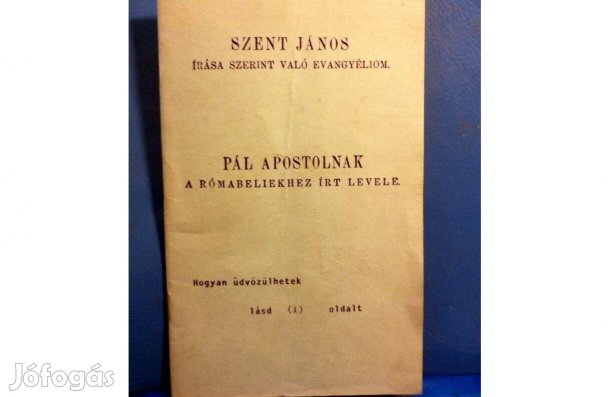 SZENT JÁNOS
ÍRÁSA SZERINT VALÓ EVANGYÉLIOM.
PÁL APOSTOLNAK
A RÓMABELIEKHEZ ÍRT LEVELE.
Hogyan üdvözülhetek
lásd (i) oldalt
Jófogás